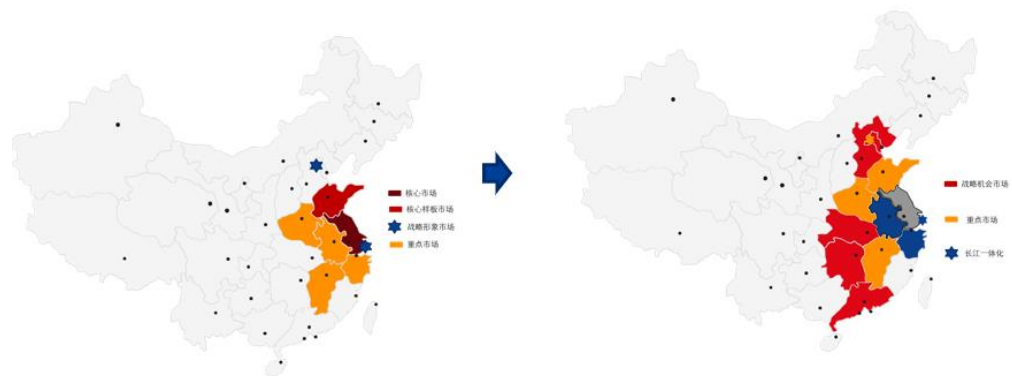 核心市场
核心样板市场
战略形象市场
重点市场
战略机会市场
重点市场
长江一体化